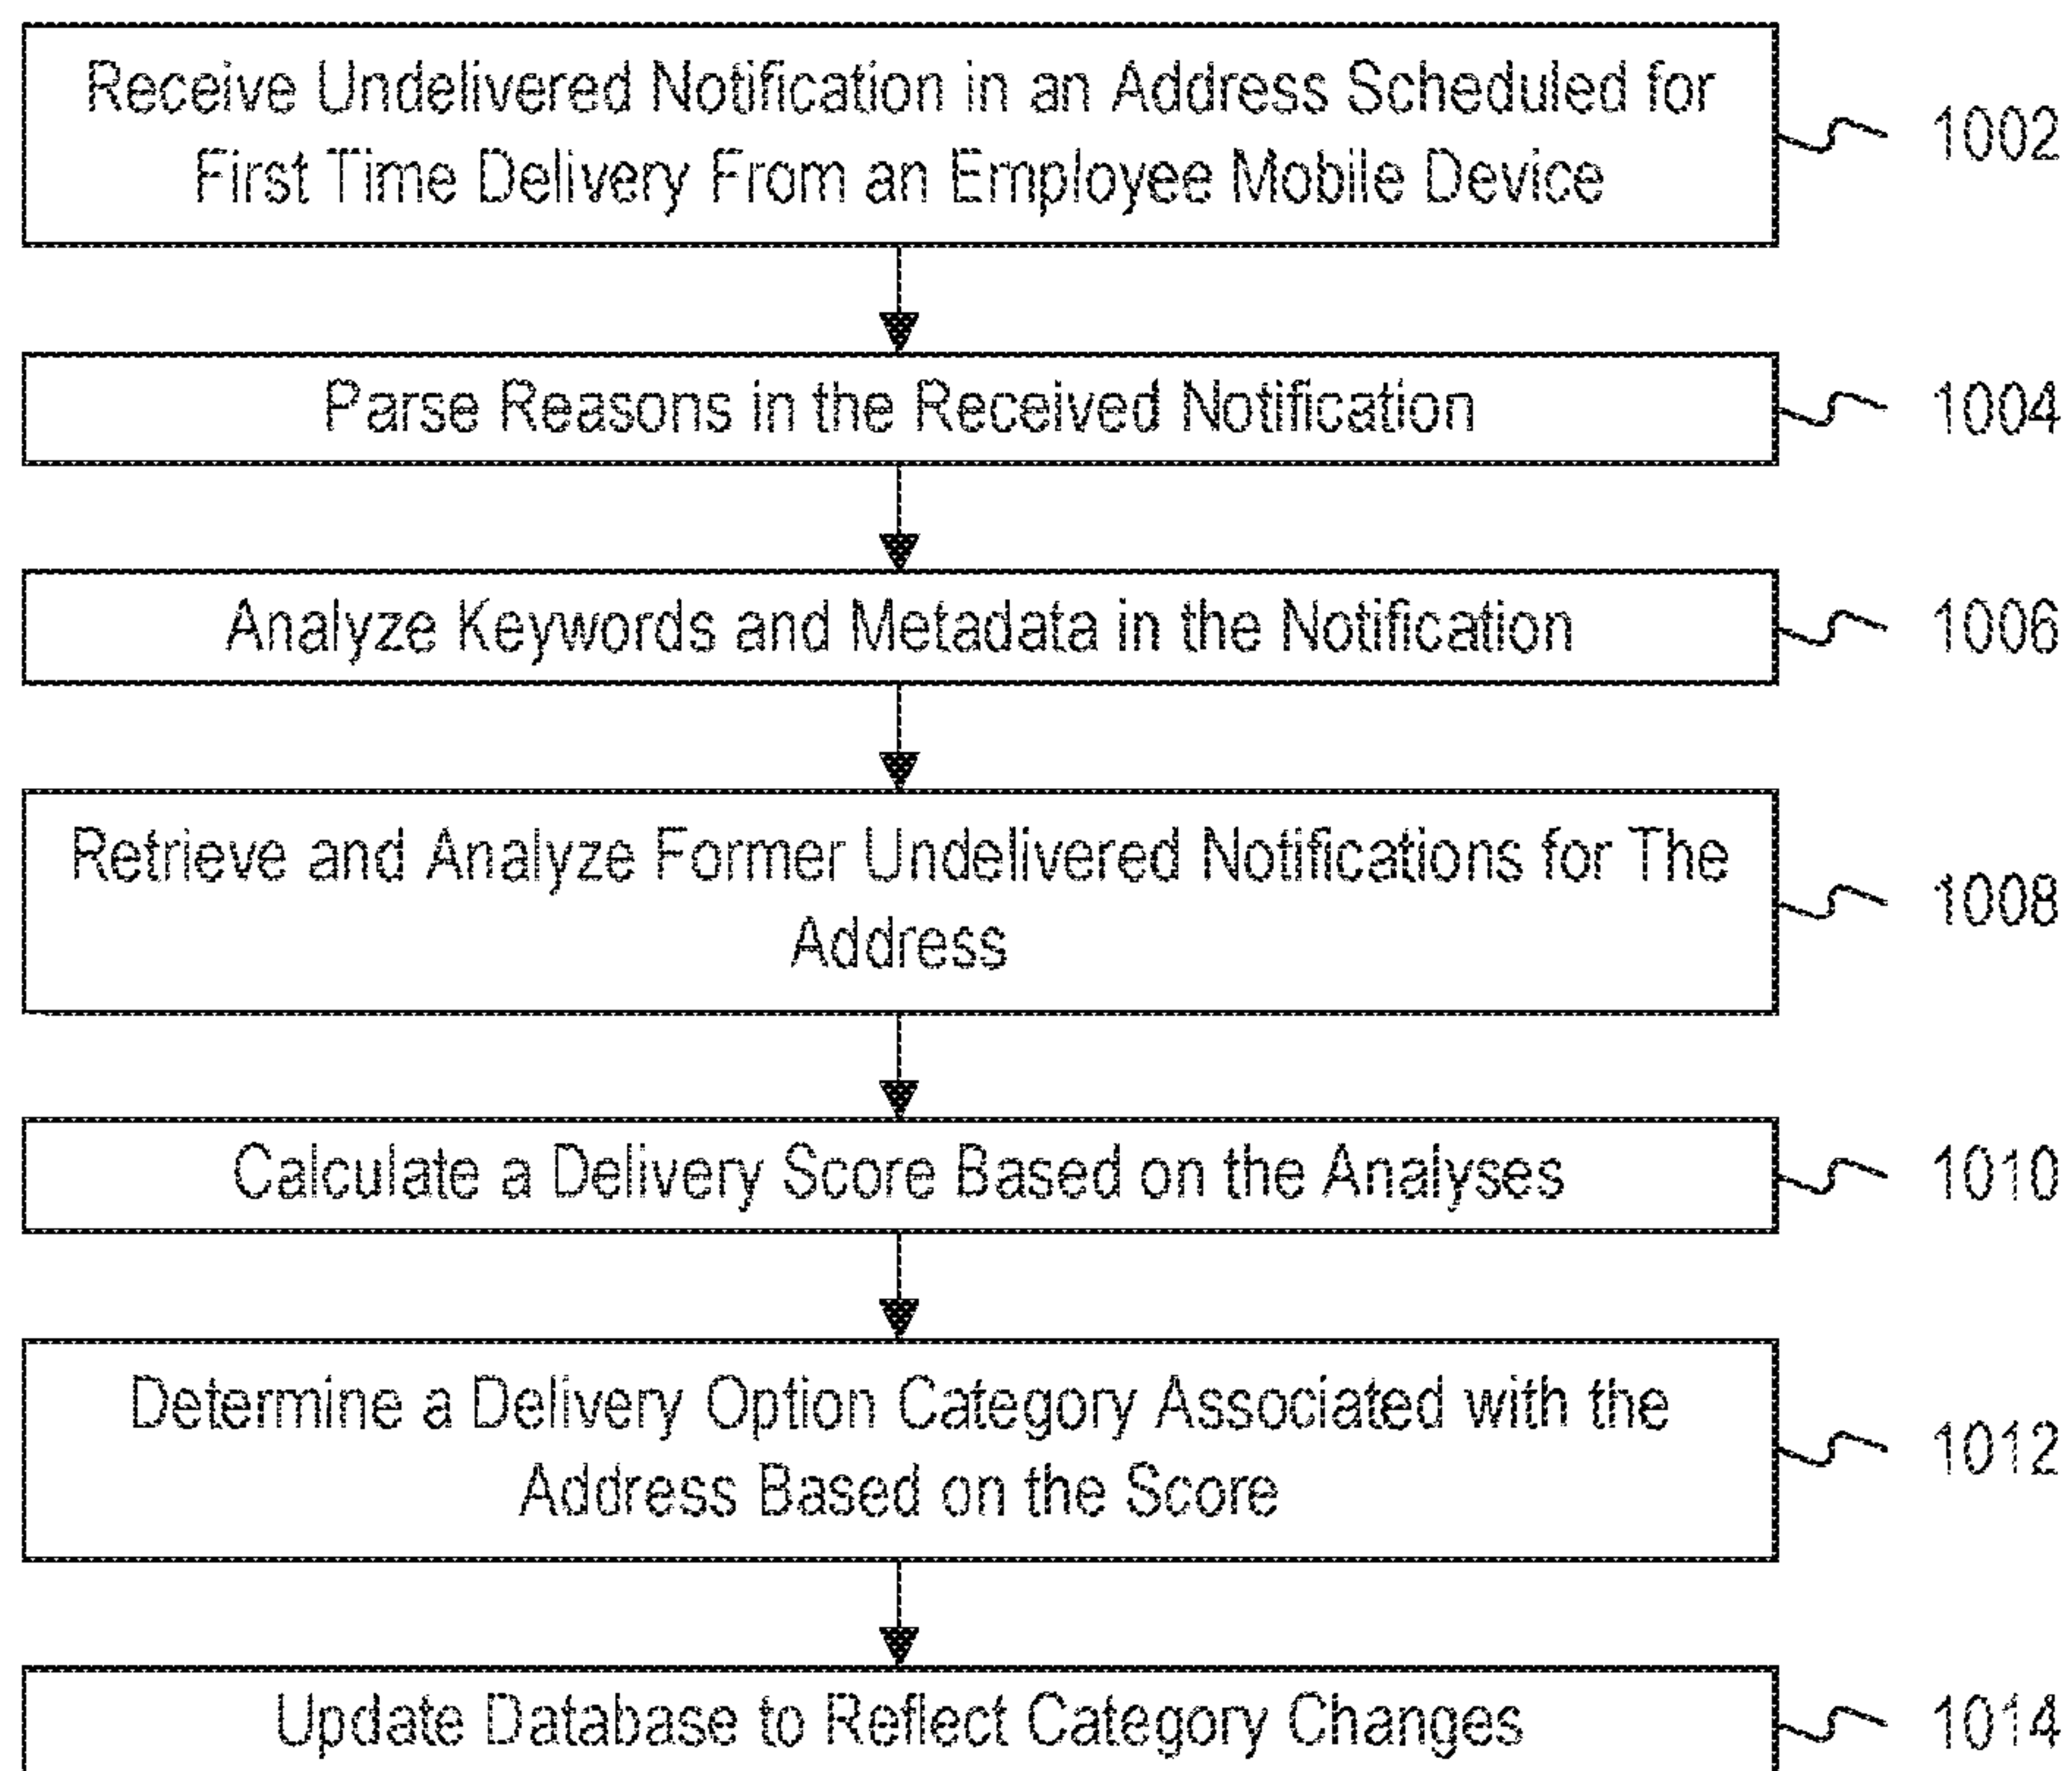 Receive Undelivered Notification in an Address Scheduled for
First Time Delivery From an Employee Mobile Device
1002
Parse Reasons in the Received Notification
1004
Analyze Keywords and Metadata in the Notification
1006
Retrieve and Analyze Former Undelivered Notifications for The
Address
1008
Calculate a Delivery Score Based on the Analyses
1010
Determine a Delivery Option Category Associated with the
Address Based on the Score
1012
Update Database to Reflect Category Changes
1014